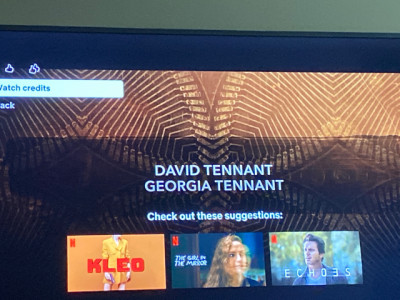 Watch credits
ack
DAVID TENNANT
GEORGIA TENNANT
Check out these suggestions:
N
KLEO
N
THE GIRL IN
THE MIRROR
N
ECHOES